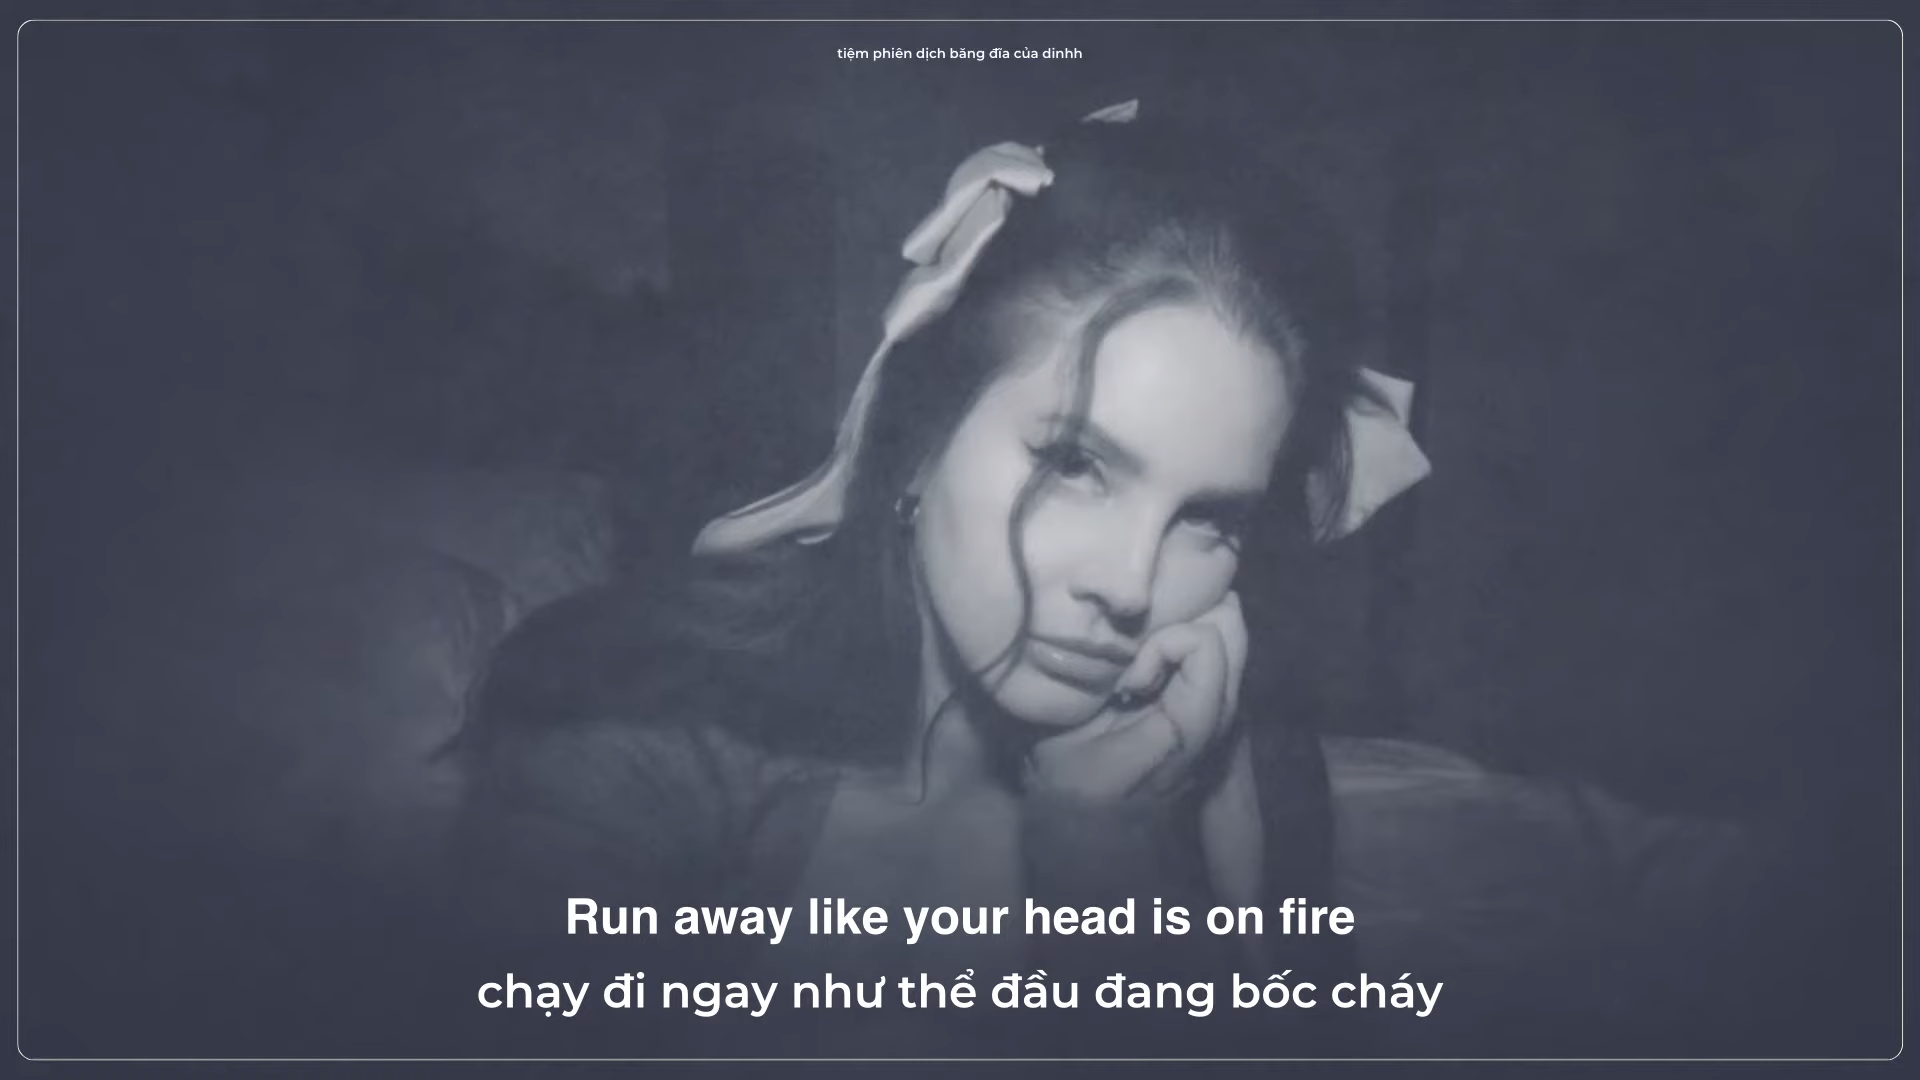 tiệm phiên dịch băng đĩa của dinhh
Run away like your head is on fire
chạy đi ngay như thể đầu đang bốc cháy